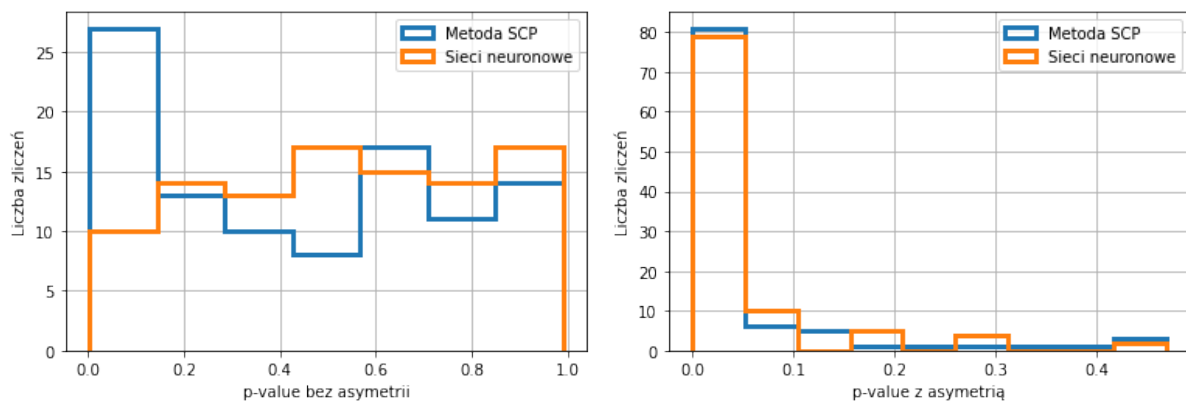 Metoda SCP
Sieci neuronowe
25
20
15
10
5
0
Liczba zliczeń
0.0 0.2 0.4 0.6 0.8 1.0
p-value bez asymetrii
Metoda SCP
Sieci neuronowe
80
70
60
50
40
30
20
10
0
Liczba zliczeń
0.0 0.1 0.2 0.3 0.4
p-value z asymetrią